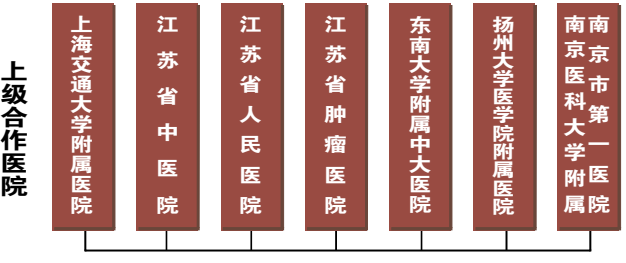 上级合作医院
上海交通大学附属医院
江苏省中医院
江苏省人民医院
江苏省肿瘤医院
东南大学附属中大医院
扬州大学医学院附属医院
南京医科大学附属
南京市第一医院